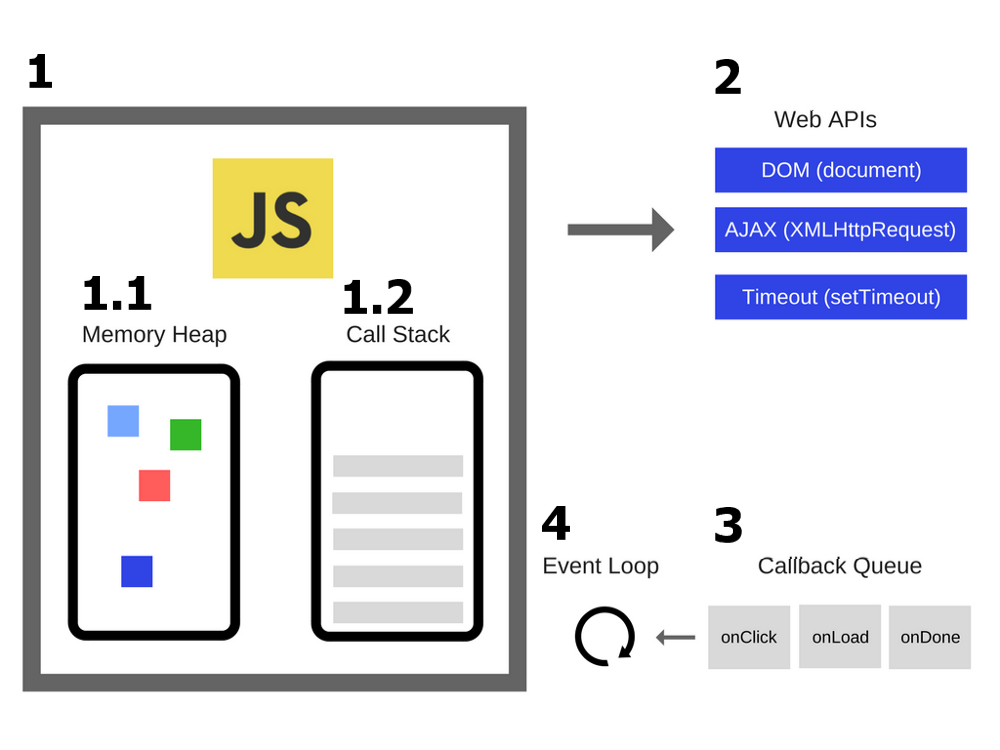 1
JS
1.1
Memory Heap
1.2
Call Stack
2
Web APIs
DOM (document)
AJAX (XMLHttpRequest)
Timeout (setTimeout)
4
Event Loop
3
Callback Queue
onClick
onLoad
onDone